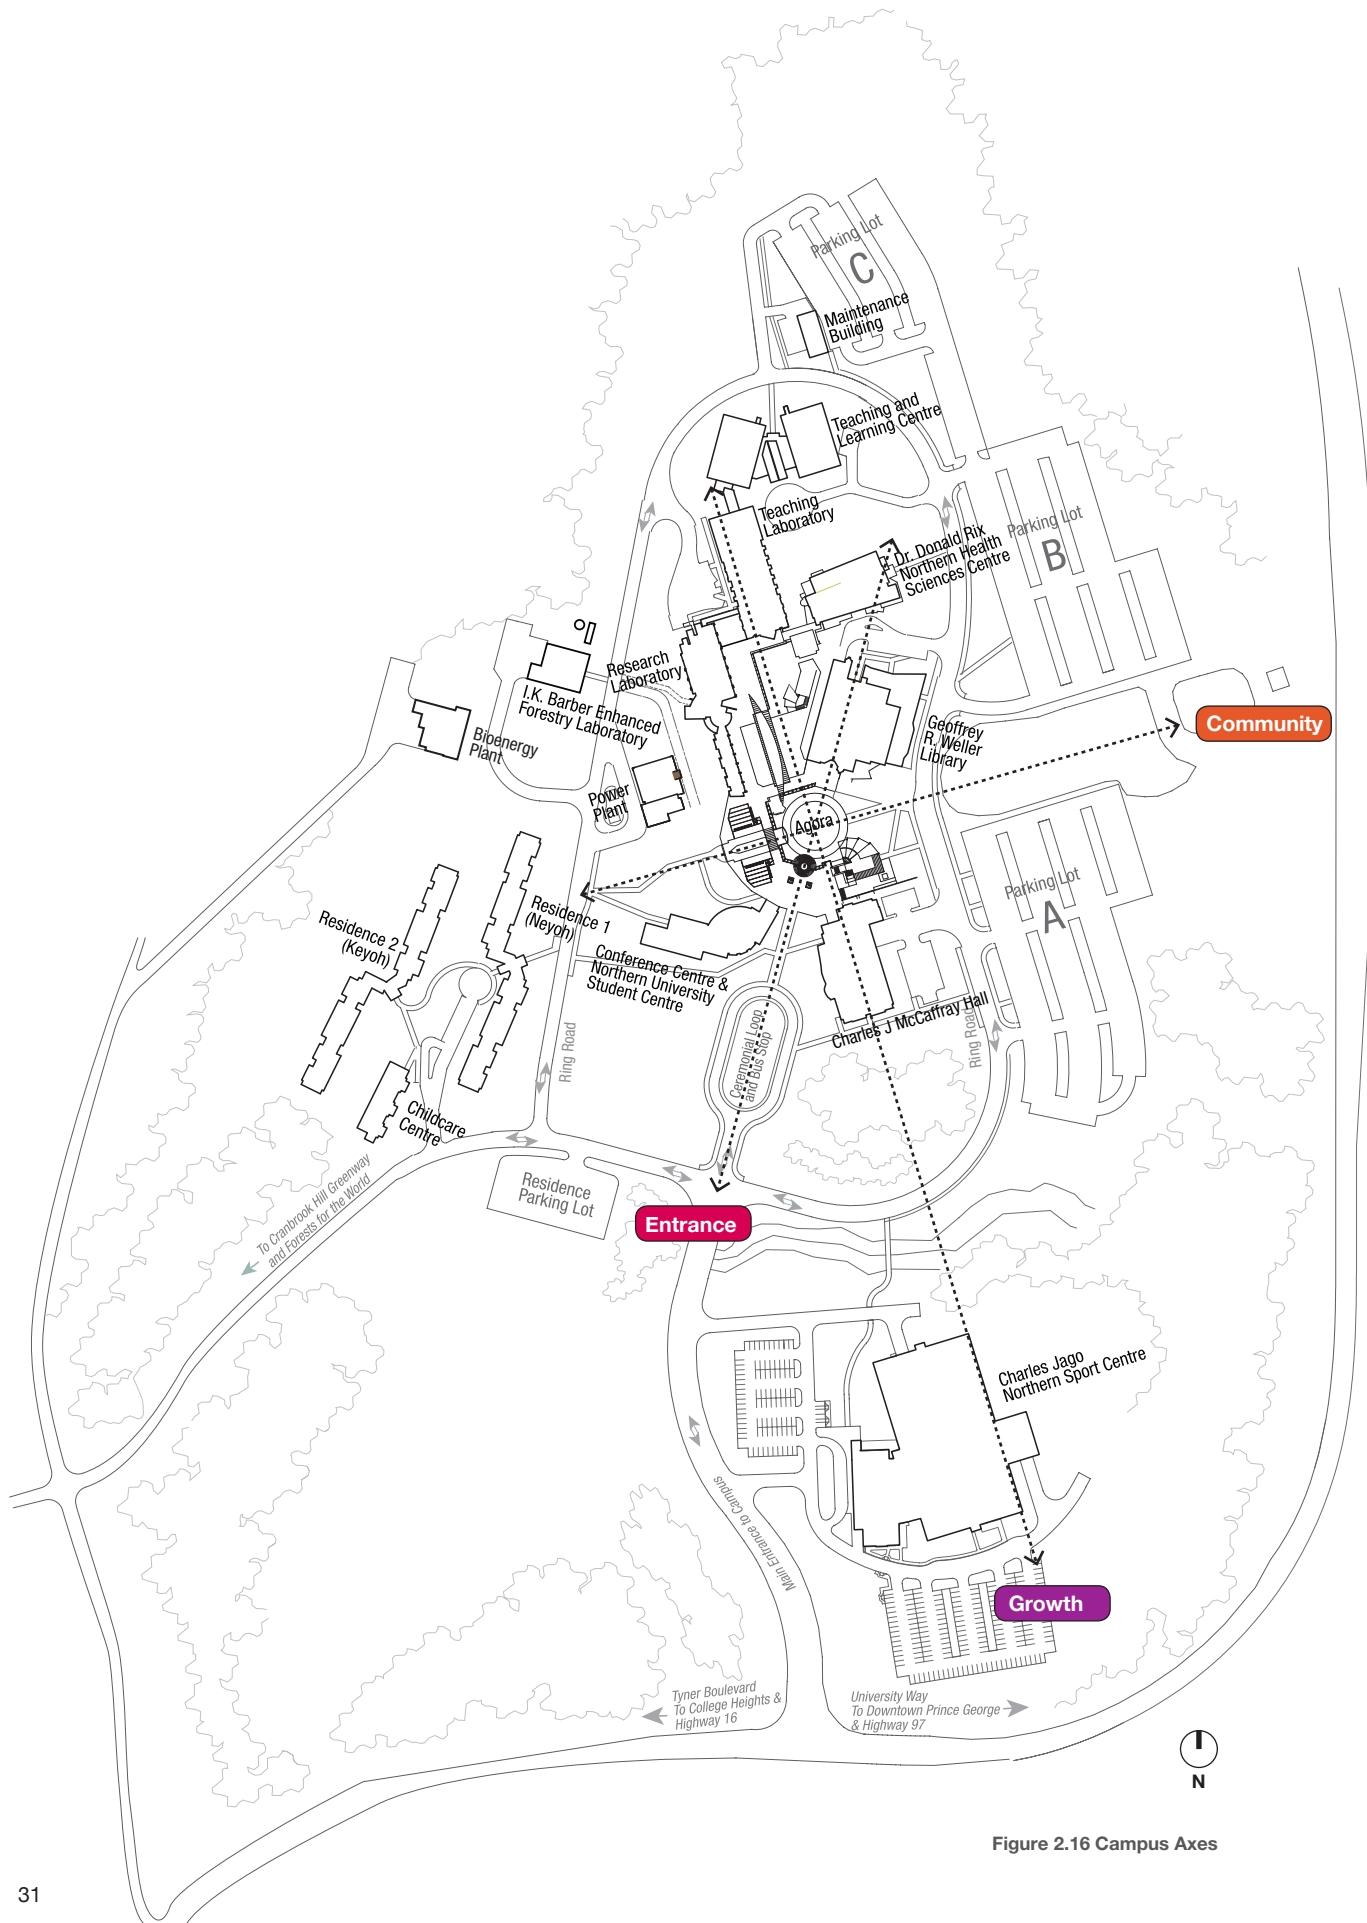 Parking Lot
C
Maintenance
Building
Teaching and
Learning Centre
Teaching
Laboratory
Dr. Donald Rix
Northern Health
Sciences Centre
Parking Lot
B
Research
Laboratory
I.K. Barber Enhanced
Forestry Laboratory
Bioenergy
Plant
Power
Plant
Geoffrey
R. Weller
Library
Community
Agora
Parking Lot
A
Residence 1
(Neyoh)
Residence 2
(Keyoh)
Conference Centre &
Northern University
Student Centre
Charles J McCaffray Hall
Ring Road
Ring Road
Ceremonial Loop
and Bus Stop
Childcare
Centre
To Cranbrook Hill Greenway
and Forests for the World
Residence
Parking Lot
Entrance
Charles Jago
Northern Sport Centre
Main Entrance to Campus
Growth
Tyner Boulevard
To College Heights &
Highway 16
University Way
To Downtown Prince George
& Highway 97
N
Figure 2.16 Campus Axes
31